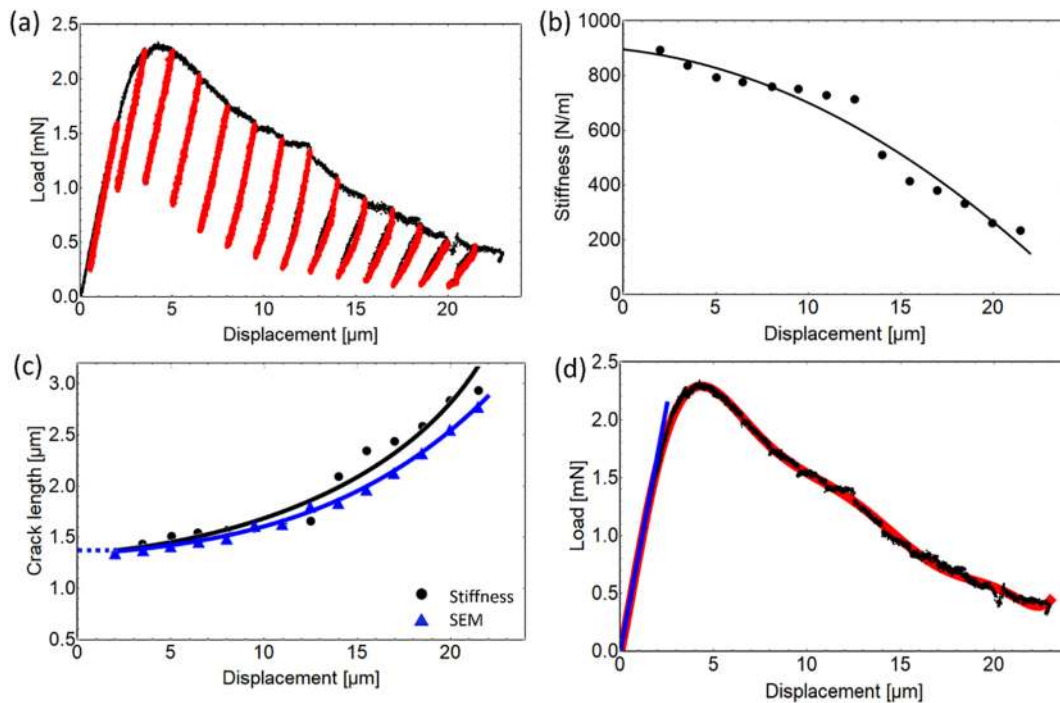 (a)
2.5
2.0
1.5
1.0
0.5
0.0
Load [mN]
5 10 15 20
Displacement [µm]
(b)
1000
800
600
400
200
0
Stiffness [N/m]
0 5 10 15 20
Displacement [µm]
(c)
3.0
2.5
2.0
1.5
1.0
0.5
Crack length [µm]
0 5 10 15 20
Displacement [µm]
Stiffness
SEM
(d)
2.5
2.0
1.5
1.0
0.5
0.0
Load [mN]
0 5 10 15 20
Displacement [µm]